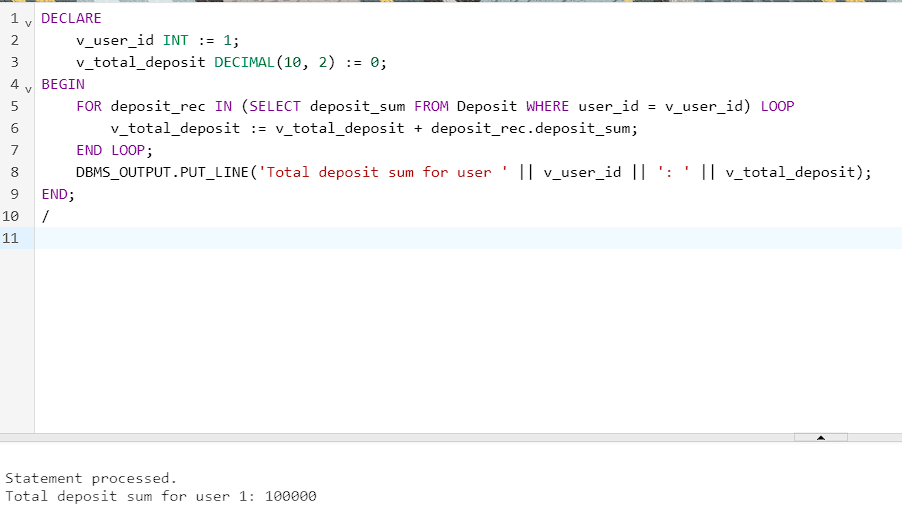 1 DECLARE
2 v_user_id INT := 1;
3 v_total_deposit DECIMAL(10, 2) := 0;
4 BEGIN
5 FOR deposit_rec IN (SELECT deposit_sum FROM Deposit WHERE user_id = v_user_id) LOOP
6 v_total_deposit := v_total_deposit + deposit_rec.deposit_sum;
7 END LOOP;
8 DBMS_OUTPUT.PUT_LINE('Total deposit sum for user ' || v_user_id || ': ' || v_total_deposit);
9 END;
10 /
11
Statement processed.
Total deposit sum for user 1: 100000